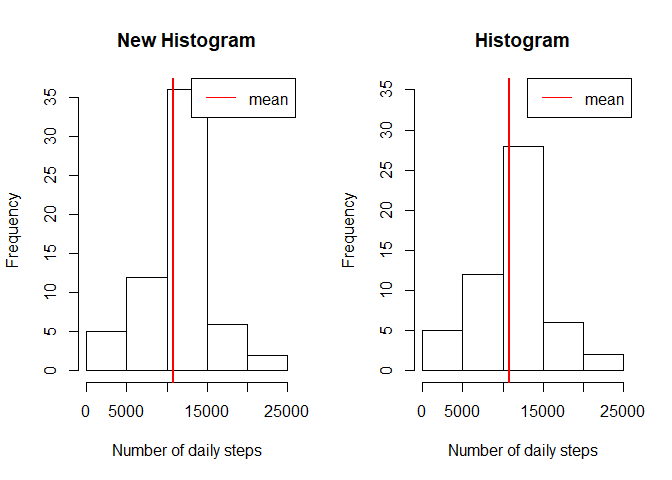 New Histogram
mean
Frequency
0 5 10 15 20 25 30 35
0 5000 15000 25000
Number of daily steps
Histogram
mean
Frequency
0 5 10 15 20 25 30 35
0 5000 15000 25000
Number of daily steps